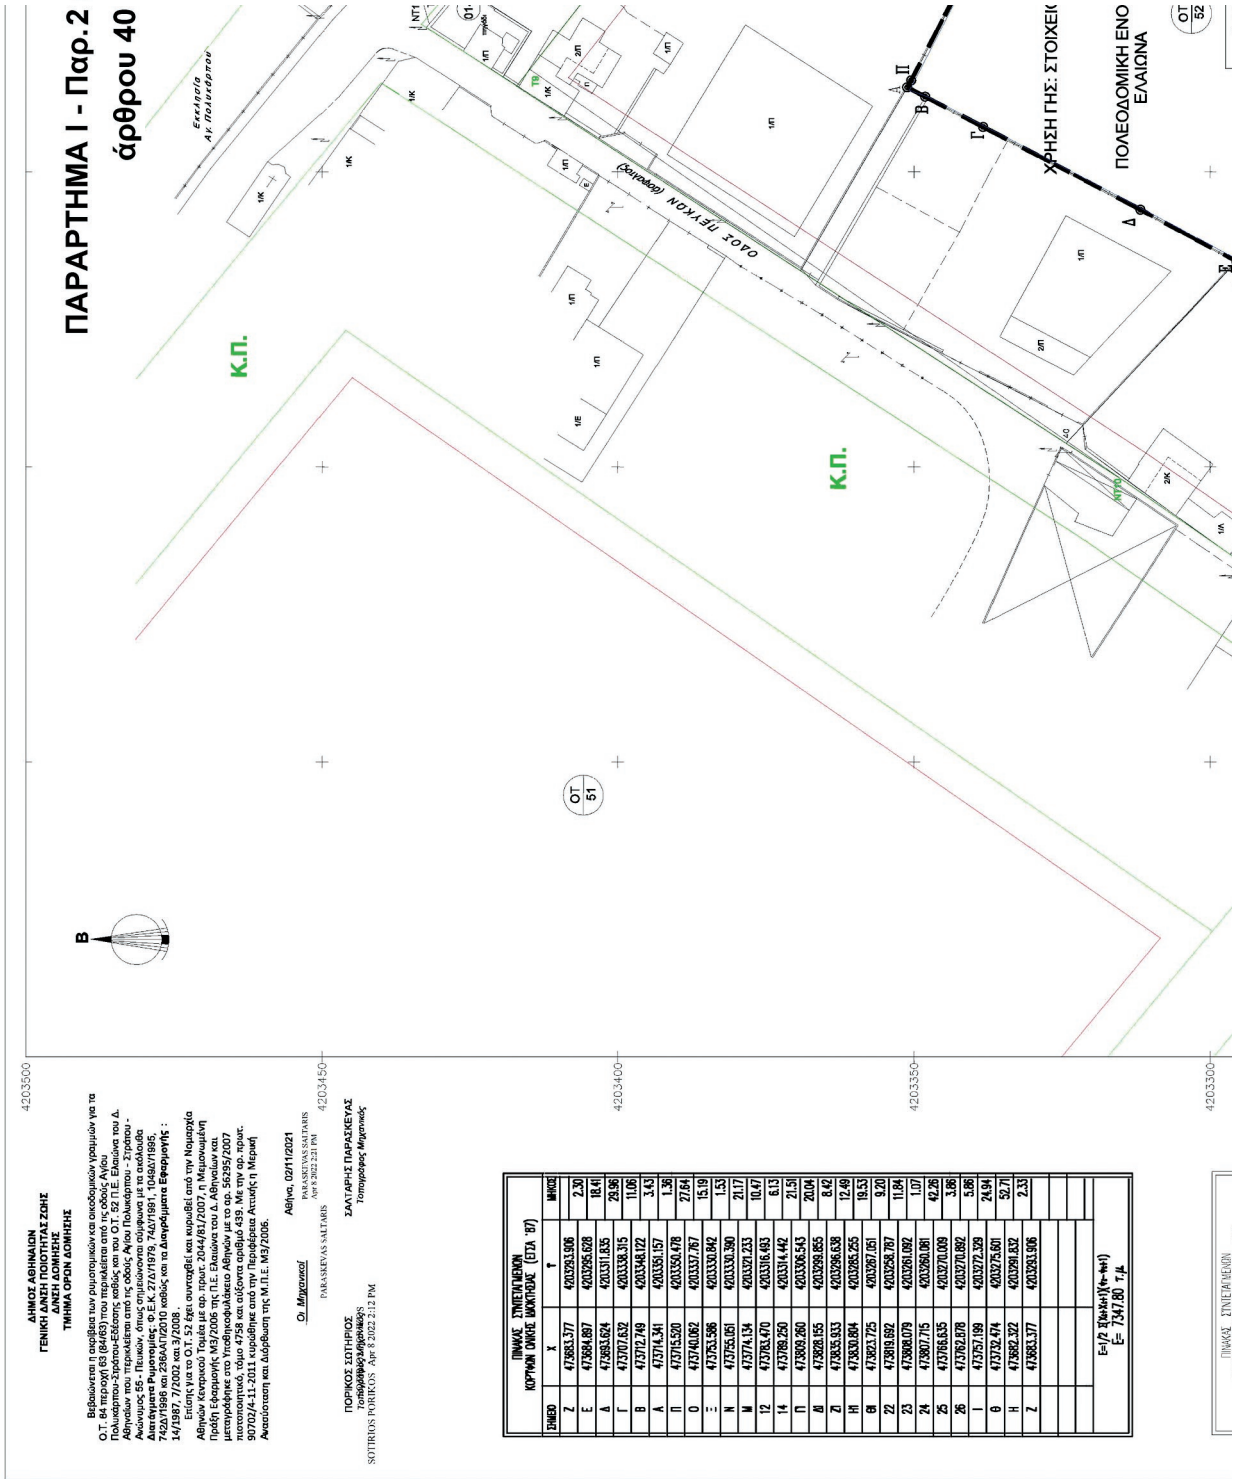 ΠΑΡΑΡΤΗΜΑ Ι - Παρ.2
άρθρου 40
ΔΗΜΟΣ ΑΘΗΝΑΙΩΝ
ΓΕΝΙΚΗ Δ/ΝΣΗ ΠΟΙΟΤΗΤΑΣ ΖΩΗΣ
Δ/ΝΣΗ ΔΟΜΗΣΗΣ
ΤΜΗΜΑ ΟΡΩΝ ΔΟΜΗΣΗΣ
Βεβαιώνεται η ακρίβεια των ρυμοτομικών και οικοδομικών γραμμών για τα
Ο.Τ. 84 περιοχή 63 (84/63) που περικλείεται από τις οδούς Αγίου
Πολυκάρπου-Στράτου-Εδέσσης καθώς και του Ο.Τ. 52 Π.Ε. Ελαιώνα του Δ.
Αθηναίων που περικλείεται από τις οδούς Αγίου Πολυκάρπου - Στράτου -
Ανώνυμος 55 - Πευκών, όπως σημειώνονται σύμφωνα με τα ακόλουθα
Διατάγματα Ρυμοτομίας: Φ.Ε.Κ. 27Δ'/1979, 74Δ'/1991, 1049Δ'/1995,
742Δ'/1996 και 236ΑΑΠ/2010 καθώς και τα Διαγράμματα Εφαρμογής :
14/1987, 7/2002 και 3/2008.
Επίσης για το Ο.Τ. 52 έχει συνταχθεί και κυρωθεί από την Νομαρχία
Αθηνών Κεντρικού Τομέα με αρ. πρωτ. 2044/81/2007, η Μεμονωμένη
Πράξη Εφαρμογής Μ3/2006 της Π.Ε. Ελαιώνα του Δ. Αθηναίων και
μεταγράφηκε στο Υποθηκοφυλάκειο Αθηνών με το αρ. 56295/2007
πιστοποιητικό, τόμος 4758 και αύξοντα αριθμό 439. Με την αρ. πρωτ.
90702/4-11-2011 κυρώθηκε από την Περιφέρεια Αττικής η Μερική
Ανασύσταση και Διόρθωση της Μ.Π.Ε. Μ3/2006.
Αθήνα, 02/11/2021
Οι Μηχανικοί
PARASKEVAS SALTARIS
PARASKEVAS SALTARIS
Apr 8 2022 2:21 PM
ΠΟΡΙΚΟΣ ΣΩΤΗΡΙΟΣ
Τοπογράφος Μηχανικός
SOTIRIOS PORIKOS Apr 8 2022 2:12 PM
ΣΑΛΤΑΡΗΣ ΠΑΡΑΣΚΕΥΑΣ
Τοπογράφος Μηχανικός
Β
4203500
4203450
4203400
4203350
4203300
ΟΤ
51
ΟΤ
52
Κ.Π.
Κ.Π.
Εκκλησία
Αγ. Πολυκάρπου
ΟΔΟΣ ΠΕΥΚΩΝ (άσφαλτος)
ΧΡΗΣΗ ΓΗΣ: ΣΤΟΙΧΕΙ
ΠΟΛΕΟΔΟΜΙΚΗ ΕΝΟ
ΕΛΑΙΩΝΑ
Α Π
Β
Γ
Δ
Ε
ΝΤ1
Τ9
ΝΤ10
1/Κ
1/Κ
1/Κ
1/Κ
1/Π
1/Π
1/Π
1/Π
1/Π
1/Π
1/Π
1/Π
2/Π
2/Π
2/Κ
1/Λ
1/Ε
Ε
Π
ΠΙΝΑΚΑΣ ΣΥΝΤΕΤΑΓΜΕΝΩΝ
ΚΟΡΥΦΩΝ ΟΛΙΚΗΣ ΙΔΙΟΚΤΗΣΙΑΣ (ΕΓΣΑ '87)
ΣΗΜΕΙΟ X Y ΜΗΚΟΣ
Ζ 473683.377 4203293.906 2.30
Ε 473684.897 4203295.628 18.41
Δ 473693.624 4203311.835 29.96
Γ 473707.632 4203338.315 11.06
Β 473712.749 4203348.122 3.43
Α 473714.341 4203351.157 1.36
Π 473715.520 4203350.478 27.64
Ο 473740.062 4203337.767 15.19
Ξ 473753.586 4203330.842 1.53
Ν 473755.051 4203330.390 21.17
Μ 473774.134 4203321.233 10.47
12 473783.470 4203316.493 6.13
14 473789.250 4203314.442 21.51
Π 473809.260 4203306.543 20.04
ΔΙ 473828.155 4203299.855 8.42
ΖΙ 473835.933 4203296.638 12.49
ΗΙ 473830.804 4203285.255 19.53
ΘΙ 473823.725 4203267.051 9.20
22 473819.692 4203258.787 11.84
23 473808.079 4203261.092 1.07
24 473807.715 4203260.081 42.26
25 473766.635 4203270.009 3.86
26 473762.878 4203270.892 5.86
Ι 473757.199 4203272.329 24.94
Θ 473732.474 4203275.601 52.71
Η 473682.322 4203291.832 2.33
Ζ 473683.377 4203293.906
Ε= 7347.80 τ.μ.
ΠΙΝΑΚΑΣ ΣΥΝΤΕΤΑΓΜΕΝΩΝ